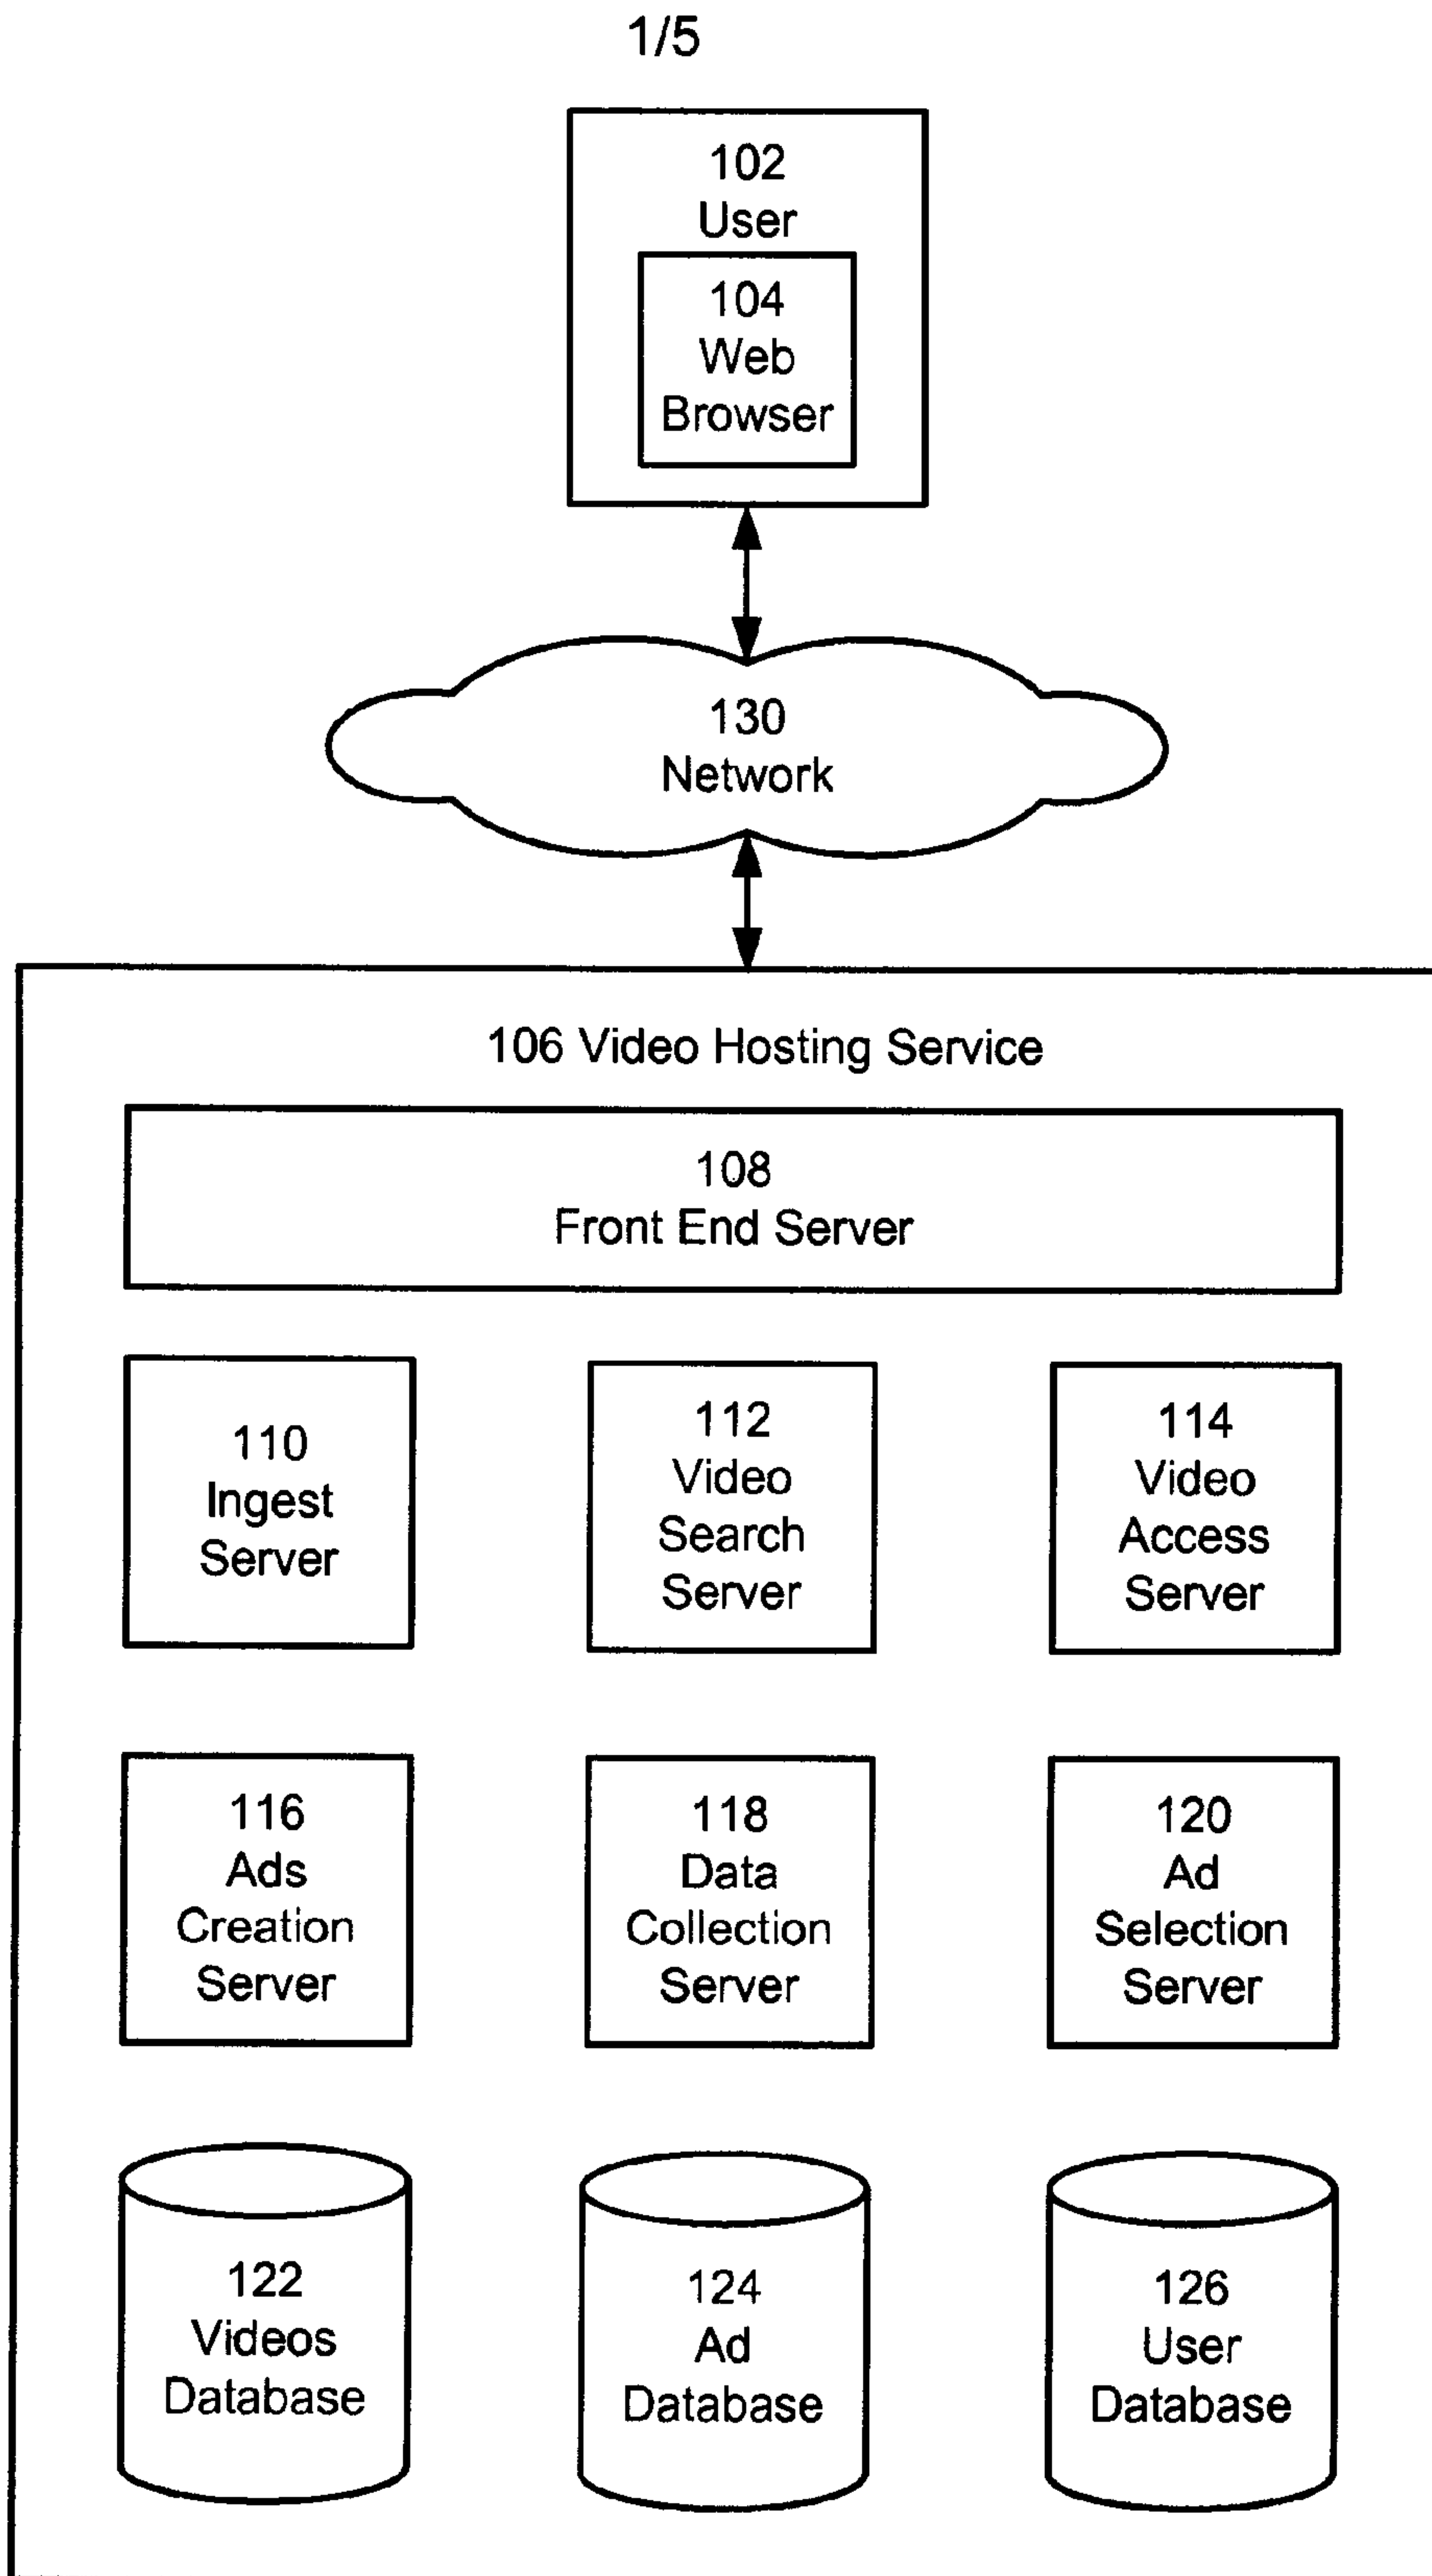 1/5
102
User
104
Web
Browser
130
Network
106 Video Hosting Service
108
Front End Server
110
Ingest
Server
112
Video
Search
Server
114
Video
Access
Server
116
Ads
Creation
Server
118
Data
Collection
Server
120
Ad
Selection
Server
122
Videos
Database
124
Ad
Database
126
User
Database